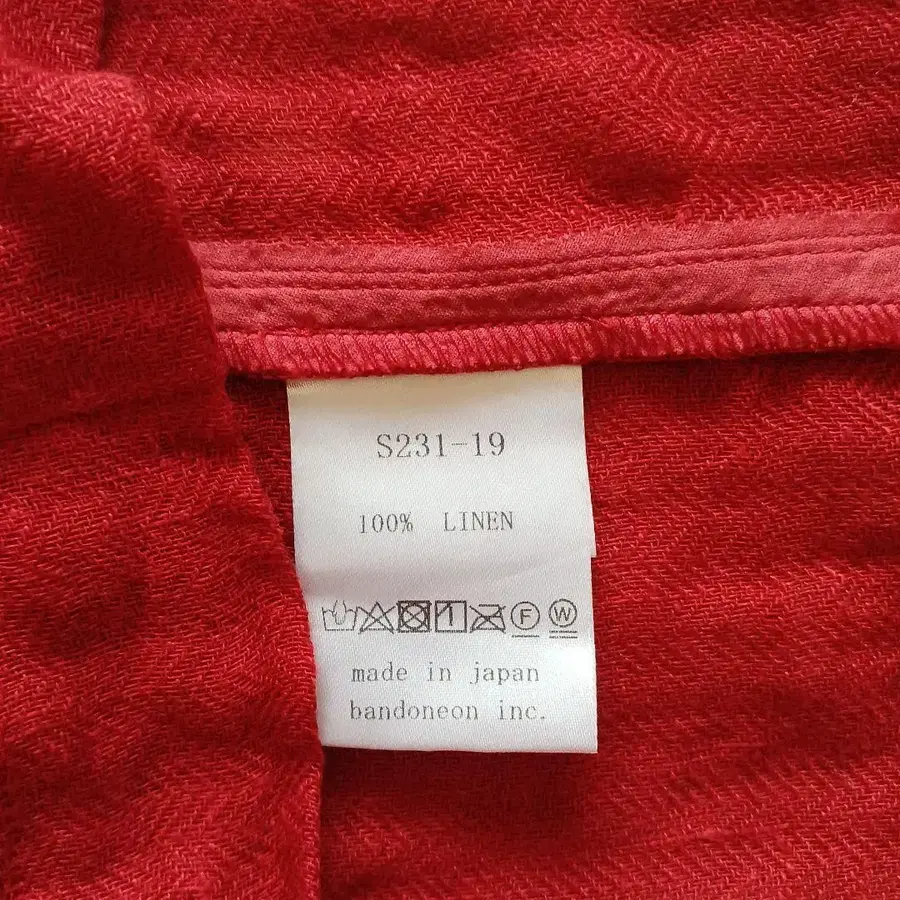 S231-19
100% LINEN
F W
made in japan
bandoneon inc.